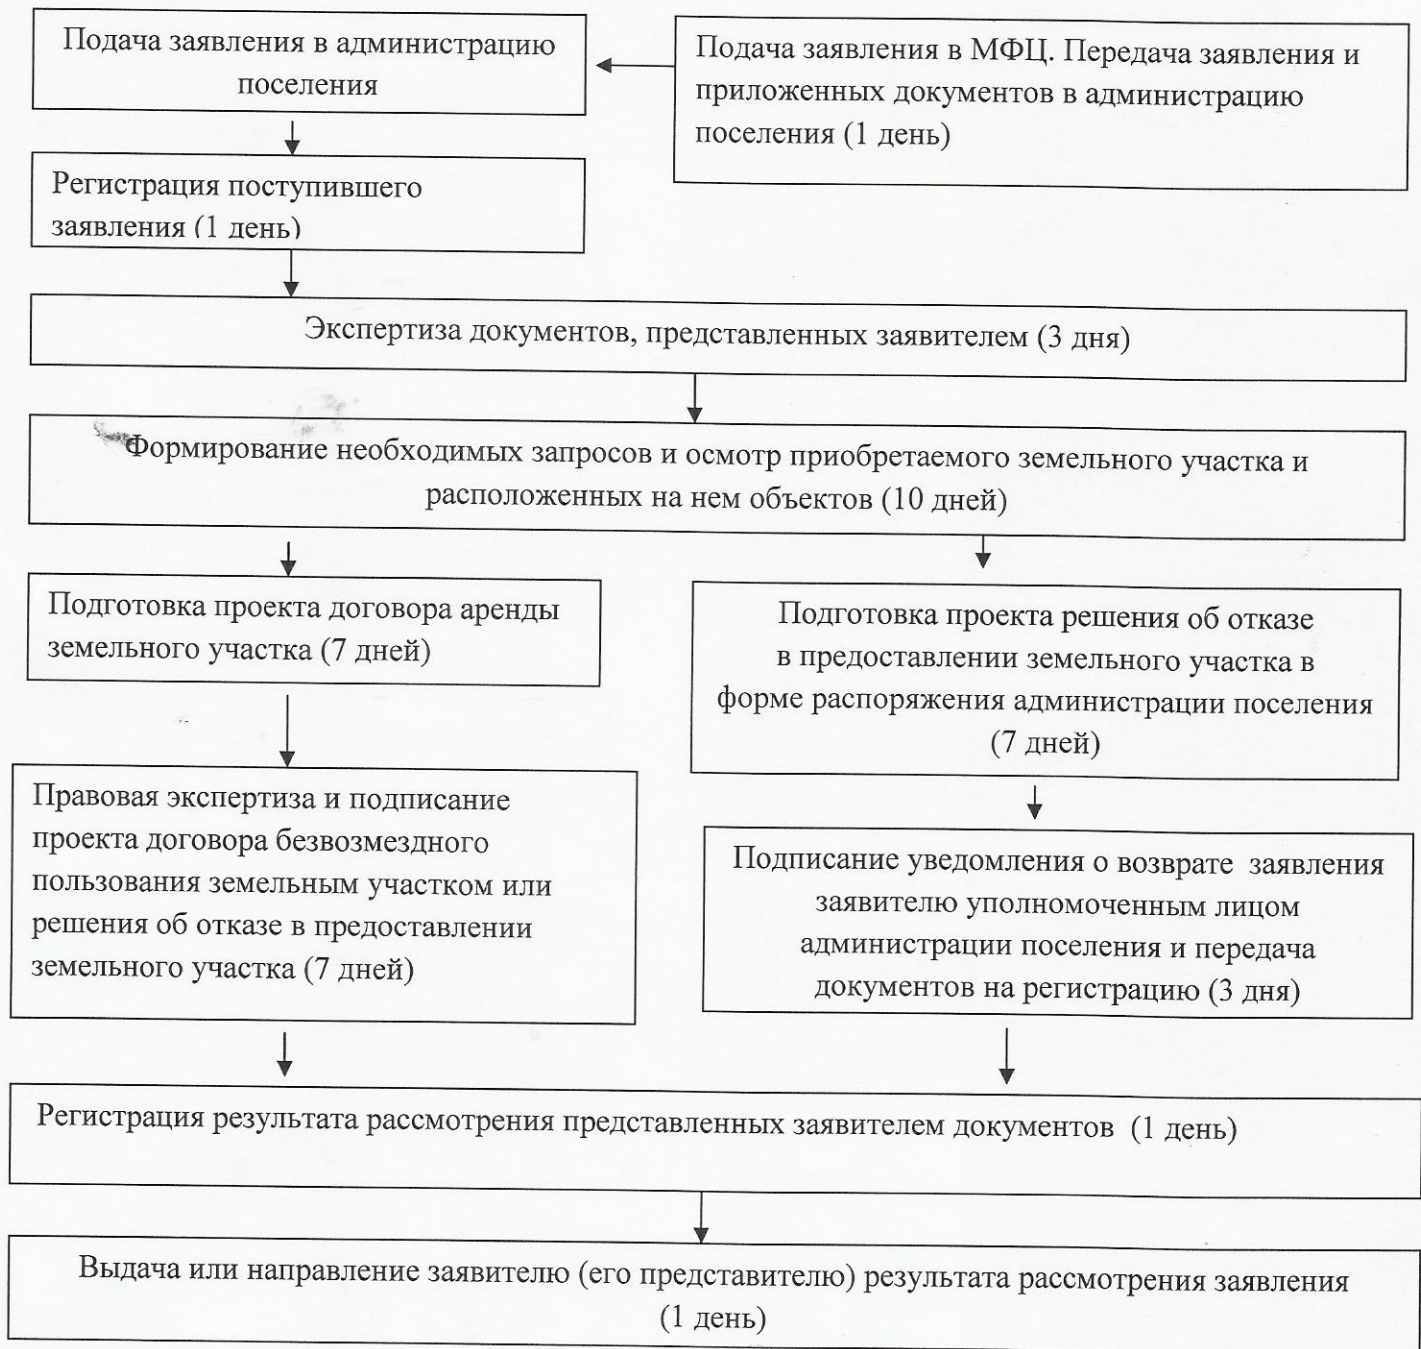 Подача заявления в администрацию
поселения
Подача заявления в МФЦ. Передача заявления и
приложенных документов в администрацию
поселения (1 день)
Регистрация поступившего
заявления (1 день)
Экспертиза документов, представленных заявителем (3 дня)
Формирование необходимых запросов и осмотр приобретаемого земельного участка и
расположенных на нем объектов (10 дней)
Подготовка проекта договора аренды
земельного участка (7 дней)
Подготовка проекта решения об отказе
в предоставлении земельного участка в
форме распоряжения администрации поселения
(7 дней)
Правовая экспертиза и подписание
проекта договора безвозмездного
пользования земельным участком или
решения об отказе в предоставлении
земельного участка (7 дней)
Подписание уведомления о возврате заявления
заявителю уполномоченным лицом
администрации поселения и передача
документов на регистрацию (3 дня)
Регистрация результата рассмотрения представленных заявителем документов (1 день)
Выдача или направление заявителю (его представителю) результата рассмотрения заявления
(1 день)